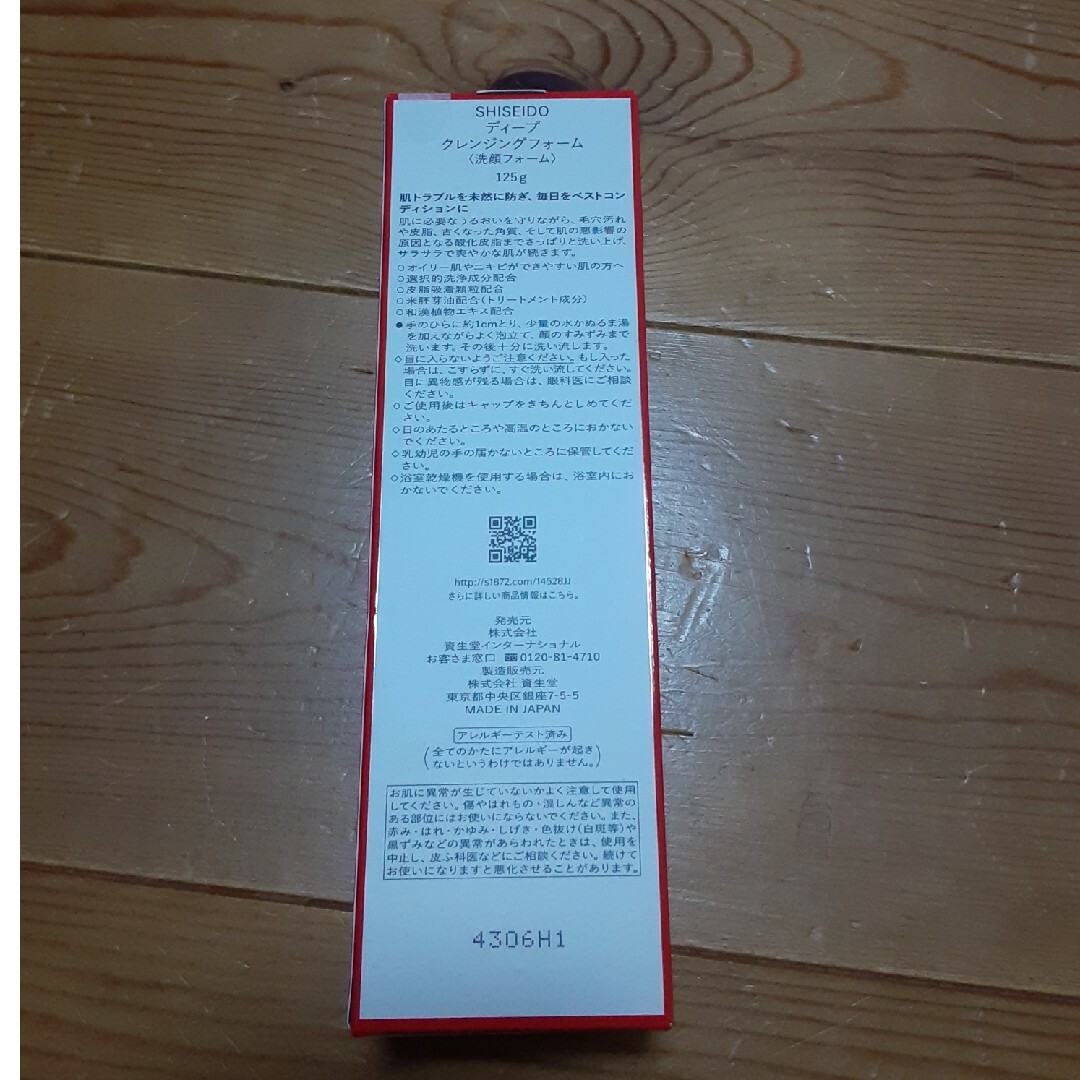 SHISEIDO
ディープ
クレンジングフォーム
〈洗顔フォーム〉
125g
肌トラブルを未然に防ぎ、毎日をベストコン
ディションに
肌に必要なうるおいを守りながら、毛穴汚れ
や皮脂、古くなった角質、そして肌の悪影響の
原因となる酸化皮脂までさっぱりと洗い上げ、
サラサラで爽やかな肌が続きます。
○オイリー肌やニキビができやすい肌の方へ
○選択的洗浄成分配合
○皮脂吸着顆粒配合
○米胚芽油配合(トリートメント成分)
○和漢植物エキス配合
●手のひらに約1cmとり、少量の水かぬるま湯
を加えながらよく泡立て、顔のすみずみまで
洗います。その後十分に洗い流します。
◇目に入らないようご注意ください。もし入った
場合は、こすらずに、すぐ洗い流してください。
目に異物感が残る場合は、眼科医にご相談
ください。
◇ご使用後はキャップをきちんとしめてくだ
さい。
◇日のあたるところや高温のところにおかない
でください。
◇乳幼児の手の届かないところに保管してくだ
さい。
◇浴室乾燥機を使用する場合は、浴室内にお
かないでください。
http://s1872.com/14528JJ
さらに詳しい商品情報はこちら。
発売元
株式会社
資生堂インターナショナル
お客さま窓口 0120-81-4710
製造販売元
株式会社 資生堂
東京都中央区銀座7-5-5
MADE IN JAPAN
アレルギーテスト済み
(全てのかたにアレルギーが起き
ないというわけではありません。)
お肌に異常が生じていないかよく注意して使用
してください。傷やはれもの・湿しんなど異常の
ある部位にはお使いにならないでください。また、
赤み・はれ・かゆみ・しげき・色抜け(白斑等)や
黒ずみなどの異常があらわれたときは、使用を
中止し、皮ふ科医などにご相談ください。続けて
お使いになりますと悪化させることがあります。
4306H1